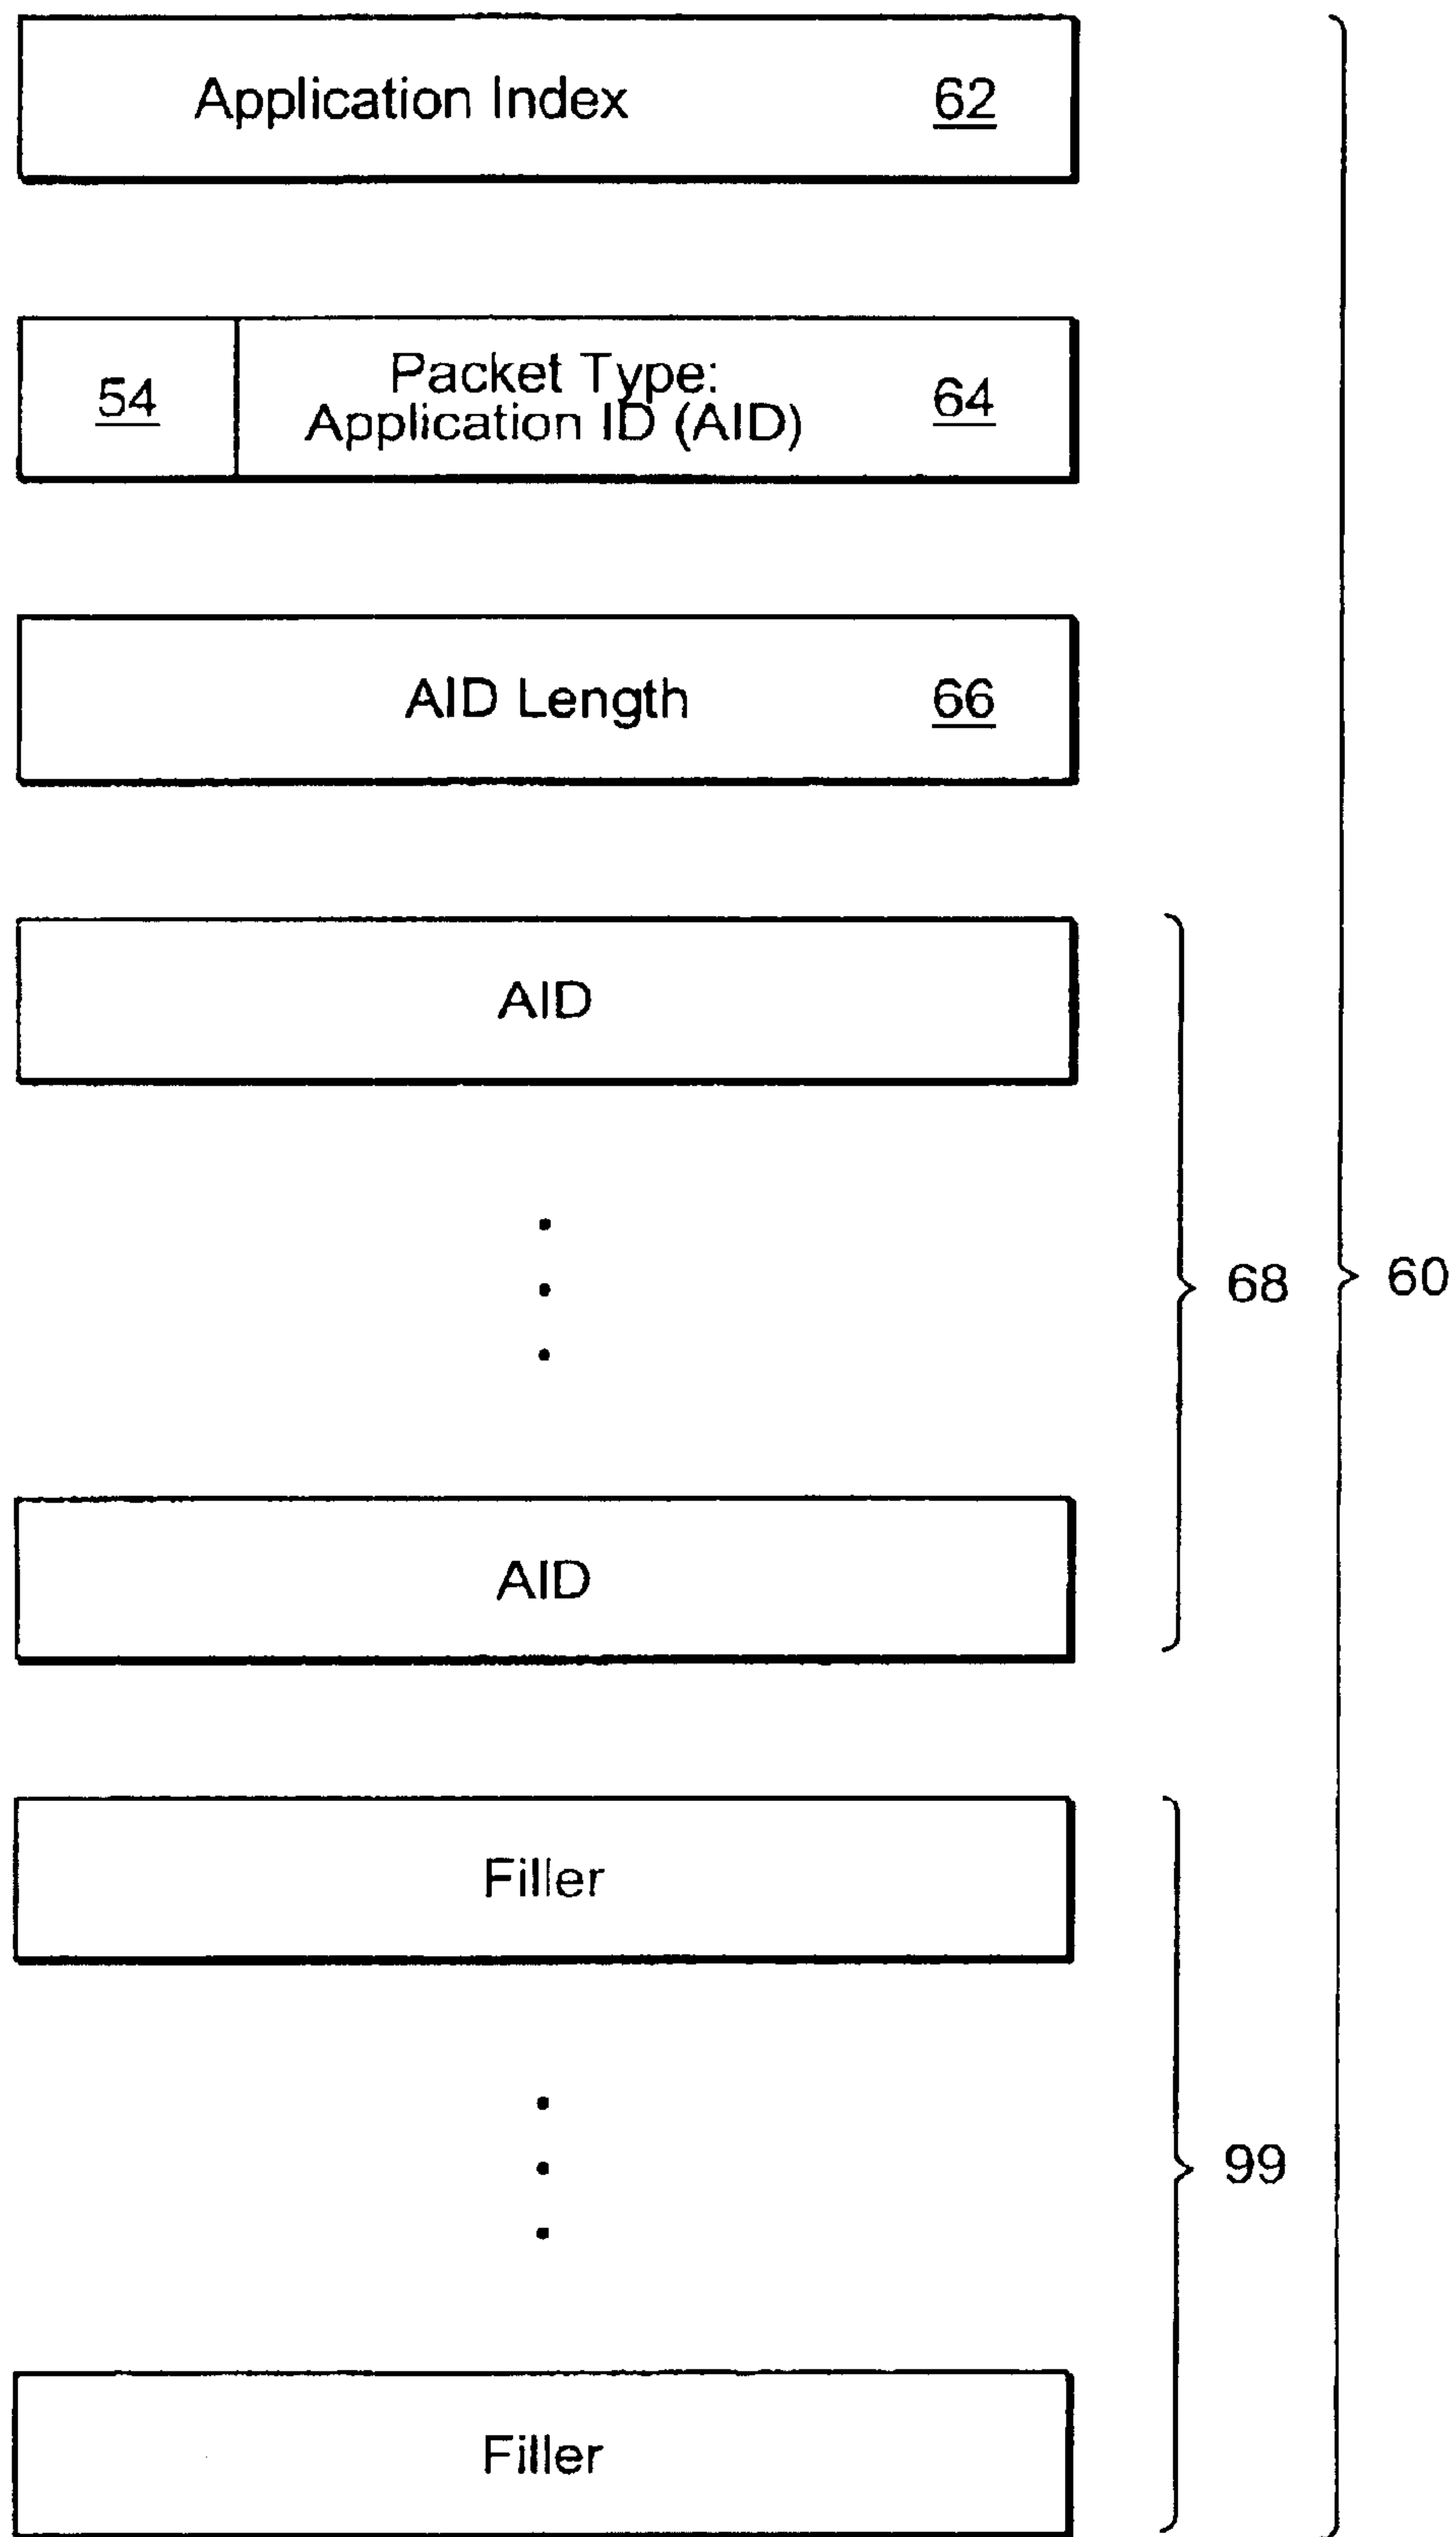 Application Index 62
54 Packet Type: 64
Application ID (AID)
AID Length 66
AID
68
60
AID
Filler
99
Filler